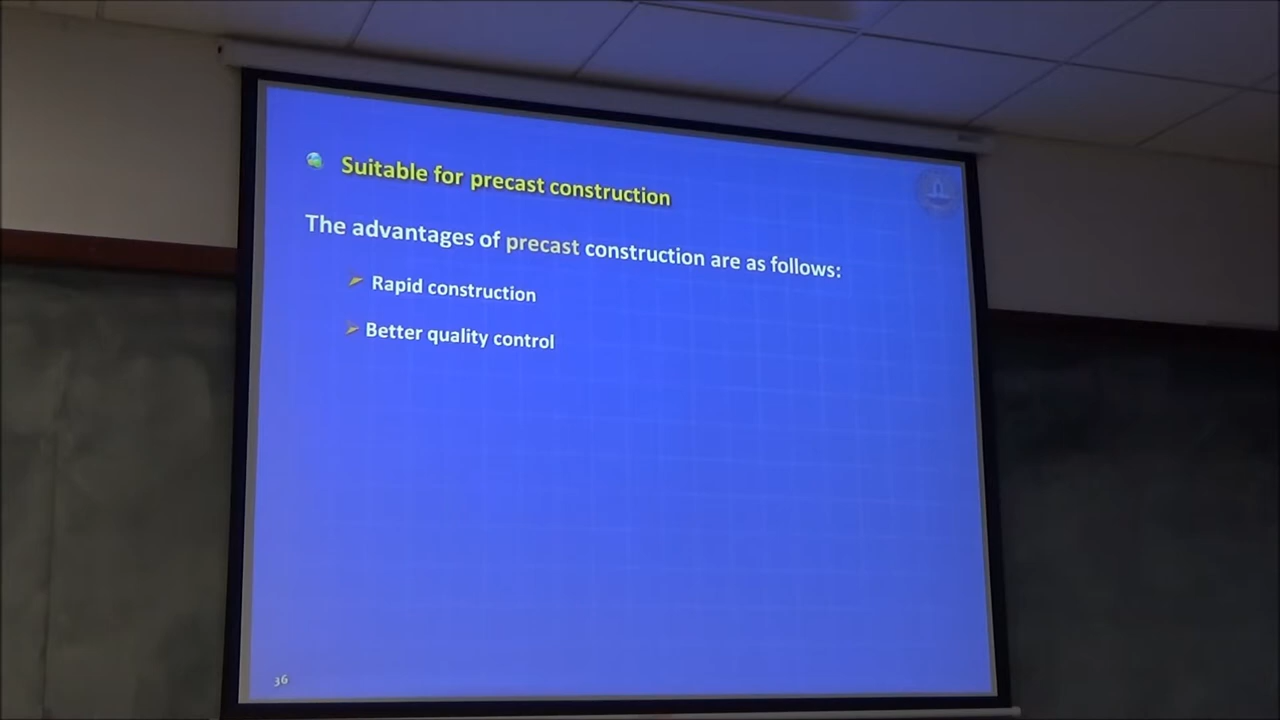 Suitable for precast construction
The advantages of precast construction are as follows:
Rapid construction
Better quality control
36